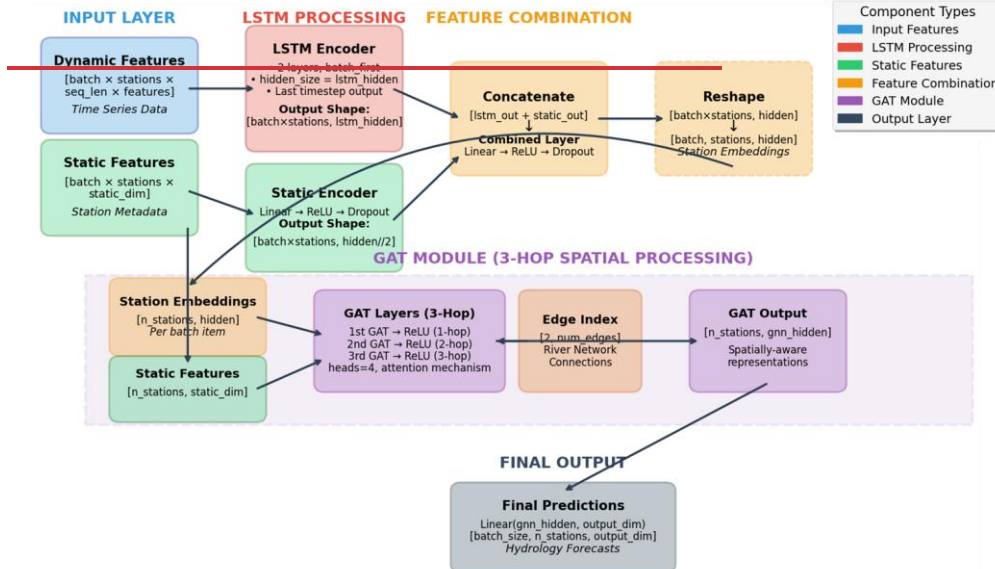 INPUT LAYER
LSTM PROCESSING
FEATURE COMBINATION
Component Types
Input Features
LSTM Processing
Static Features
Feature Combination
GAT Module
Output Layer
Dynamic Features
[batch × stations ×
seq_len × features]
Time Series Data
LSTM Encoder
• 2 layers, batch_first
• hidden_size = lstm_hidden
• Last timestep output
Output Shape:
[batch×stations, lstm_hidden]
Concatenate
[lstm_out + static_out]
↓
Combined Layer
Linear → ReLU → Dropout
Reshape
[batch×stations, hidden]
↓
[batch, stations, hidden]
Station Embeddings
Static Features
[batch × stations ×
static_dim]
Station Metadata
Static Encoder
Linear → ReLU → Dropout
Output Shape:
[batch×stations, hidden//2]
GAT MODULE (3-HOP SPATIAL PROCESSING)
Station Embeddings
[n_stations, hidden]
Per batch item
Static Features
[n_stations, static_dim]
GAT Layers (3-Hop)
1st GAT → ReLU (1-hop)
2nd GAT → ReLU (2-hop)
3rd GAT → ReLU (3-hop)
heads=4, attention mechanism
Edge Index
[2, num_edges]
River Network
Connections
GAT Output
[n_stations, gnn_hidden]
Spatially-aware
representations
FINAL OUTPUT
Final Predictions
Linear(gnn_hidden, output_dim)
[batch_size, n_stations, output_dim]
Hydrology Forecasts